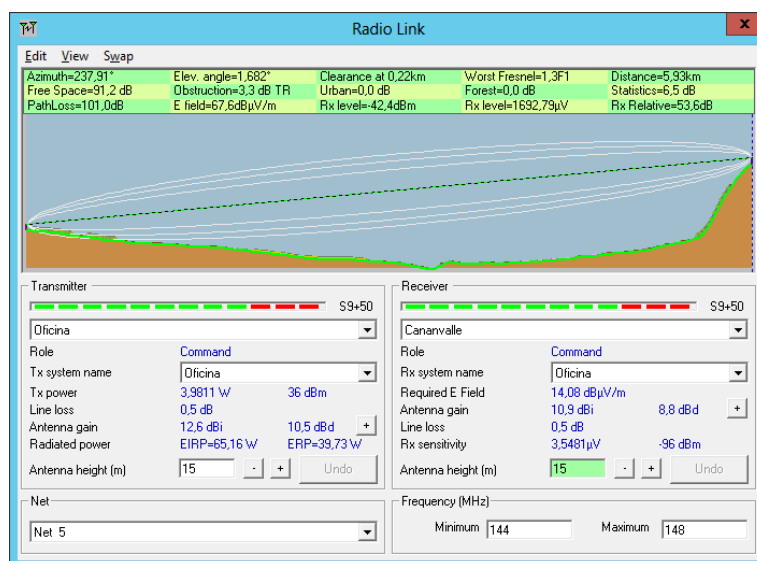 Radio Link
x
Edit View Swap
Azimuth=237,91° Elev. angle=1,682° Clearance at 0,22km Worst Fresnel=1,3F1 Distance=5,93km
Free Space=91,2 dB Obstruction=3,3 dB TR Urban=0,0 dB Forest=0,0 dB Statistics=6,5 dB
PathLoss=101,0dB E field=67,6dBµV/m Rx level=-42,4dBm Rx level=1692,79µV Rx Relative=53,6dB
Transmitter
S9+50
Oficina
Role Command
Tx system name Oficina
Tx power 3,9811 W 36 dBm
Line loss 0,5 dB
Antenna gain 12,6 dBi 10,5 dBd +
Radiated power EIRP=65,16 W ERP=39,73 W
Antenna height (m) 15 - + Undo
Receiver
S9+50
Cananvalle
Role Command
Rx system name Oficina
Required E Field 14,08 dBµV/m
Antenna gain 10,9 dBi 8,8 dBd +
Line loss 0,5 dB
Rx sensitivity 3,5481µV -96 dBm
Antenna height (m) 15 - + Undo
Net
Net 5
Frequency (MHz)
Minimum 144 Maximum 148